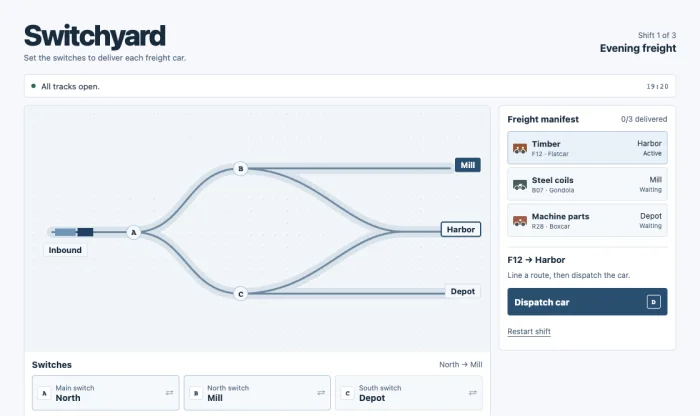 Switchyard
Set the switches to deliver each freight car.
Shift 1 of 3
Evening freight
All tracks open.
19:20
Inbound
A
B
C
Mill
Harbor
Depot
Freight manifest
0/3 delivered
Timber
Harbor
F12 · Flatcar
Active
Steel coils
Mill
B07 · Gondola
Waiting
Machine parts
Depot
R28 · Boxcar
Waiting
F12 → Harbor
Line a route, then dispatch the car.
Dispatch car
D
Restart shift
Switches
North → Mill
A
Main switch
North
B
North switch
Mill
C
South switch
Depot